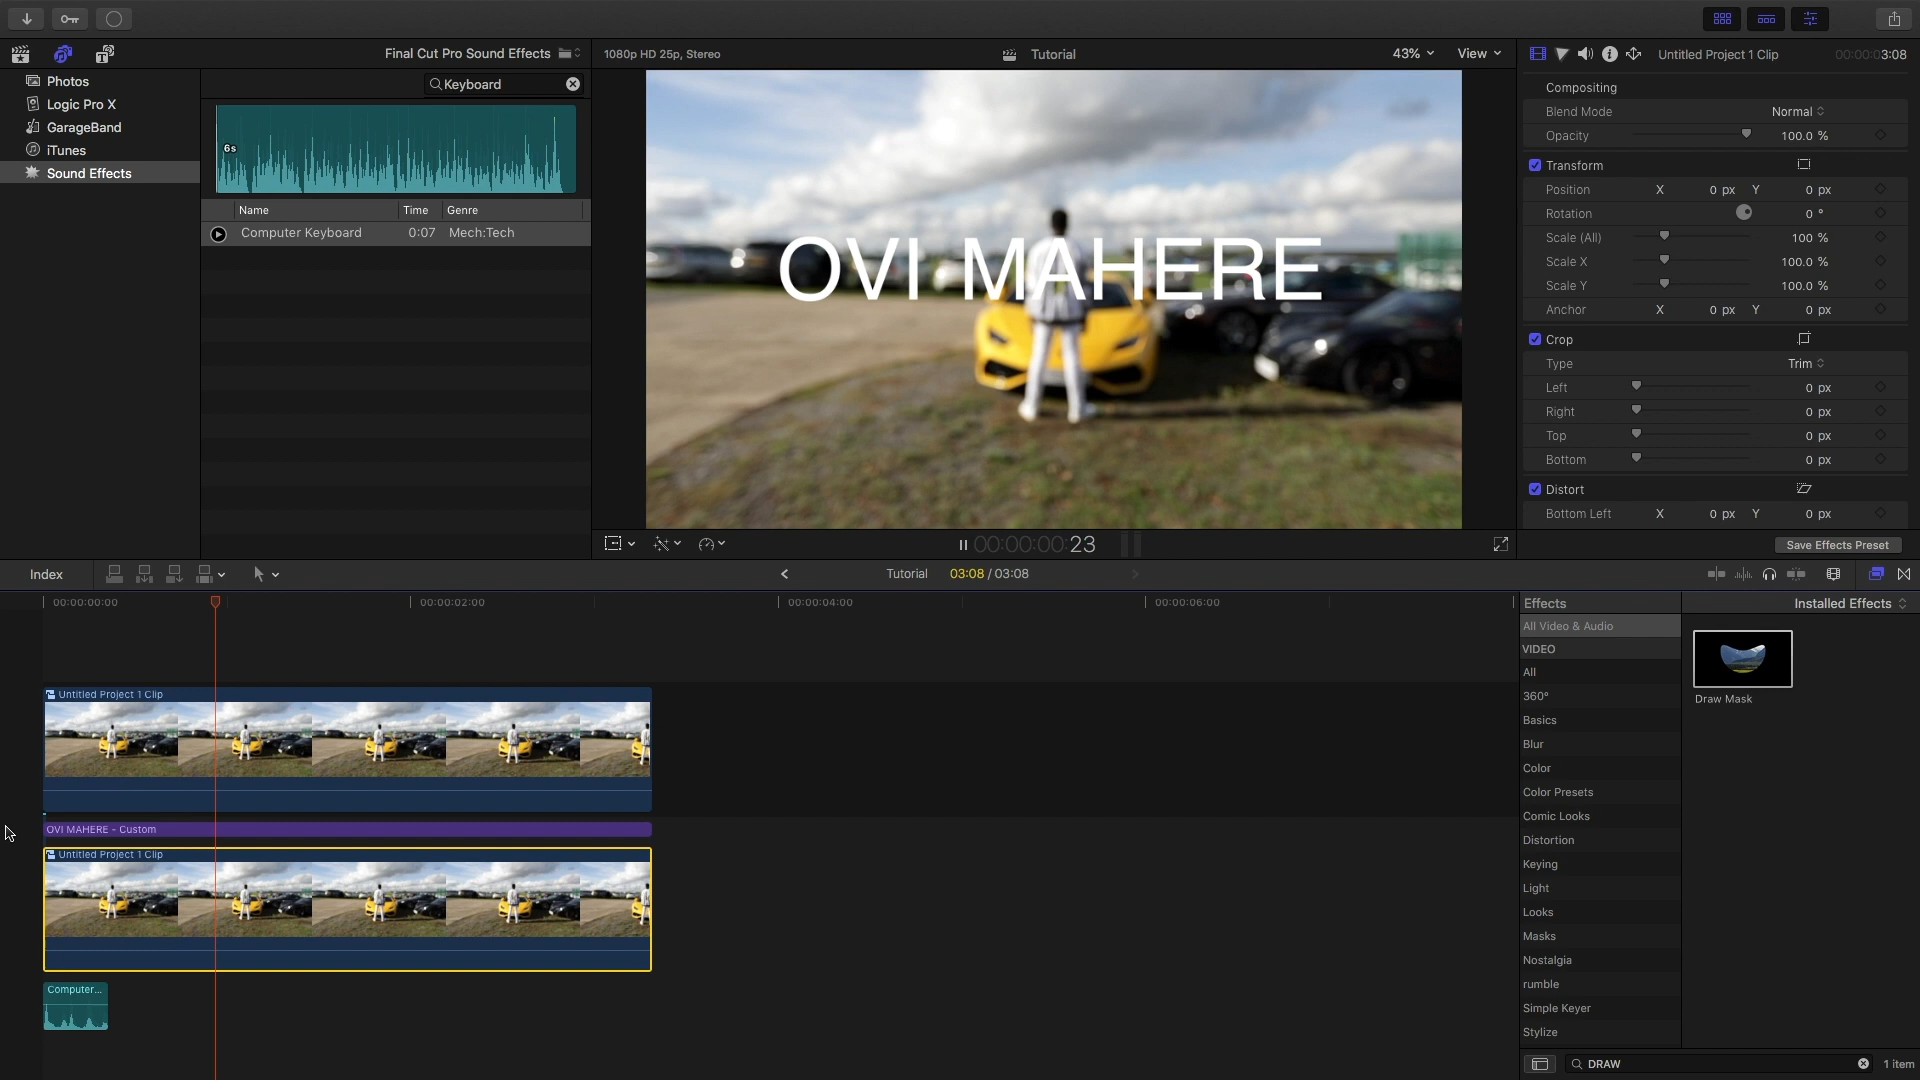 Final Cut Pro Sound Effects
1080p HD 25p, Stereo
Tutorial
43%
View
Untitled Project 1 Clip
00:00:03:08
Photos
Logic Pro X
GarageBand
iTunes
Sound Effects
Keyboard
6s
Name Time Genre
Computer Keyboard 0:07 Mech:Tech
OVI MAHERE
Compositing
Blend Mode Normal
Opacity 100.0 %
Transform
Position X 0 px Y 0 px
Rotation 0 °
Scale (All) 100 %
Scale X 100.0 %
Scale Y 100.0 %
Anchor X 0 px Y 0 px
Crop
Type Trim
Left 0 px
Right 0 px
Top 0 px
Bottom 0 px
Distort
Bottom Left X 0 px Y 0 px
00:00:00:23
Save Effects Preset
Index
Tutorial 03:08 / 03:08
00:00:00:00 00:00:02:00 00:00:04:00 00:00:06:00
Untitled Project 1 Clip
OVI MAHERE - Custom
Untitled Project 1 Clip
Computer...
Effects
Installed Effects
All Video & Audio
VIDEO
All
360°
Basics
Blur
Color
Color Presets
Comic Looks
Distortion
Keying
Light
Looks
Masks
Nostalgia
rumble
Simple Keyer
Stylize
Draw Mask
DRAW
1 item